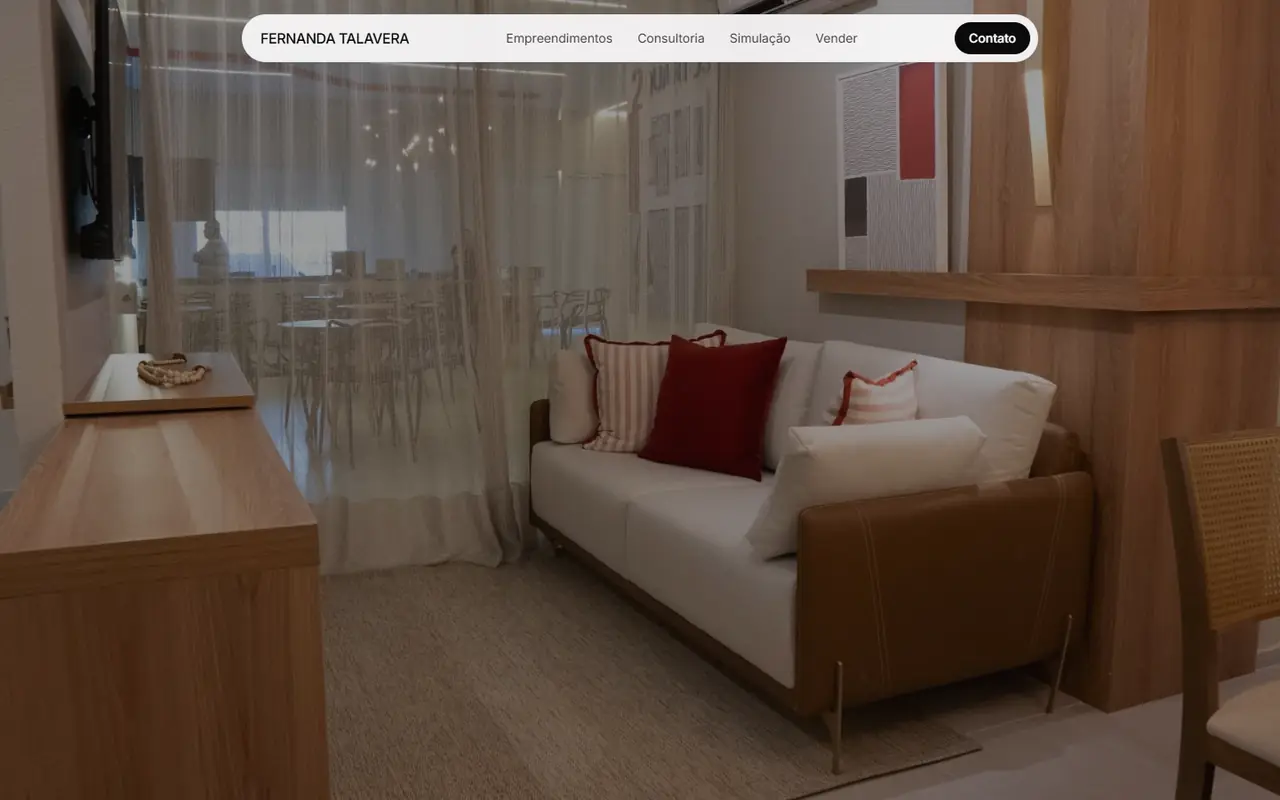 FERNANDA TALAVERA
Empreendimentos
Consultoria
Simulação
Vender
Contato